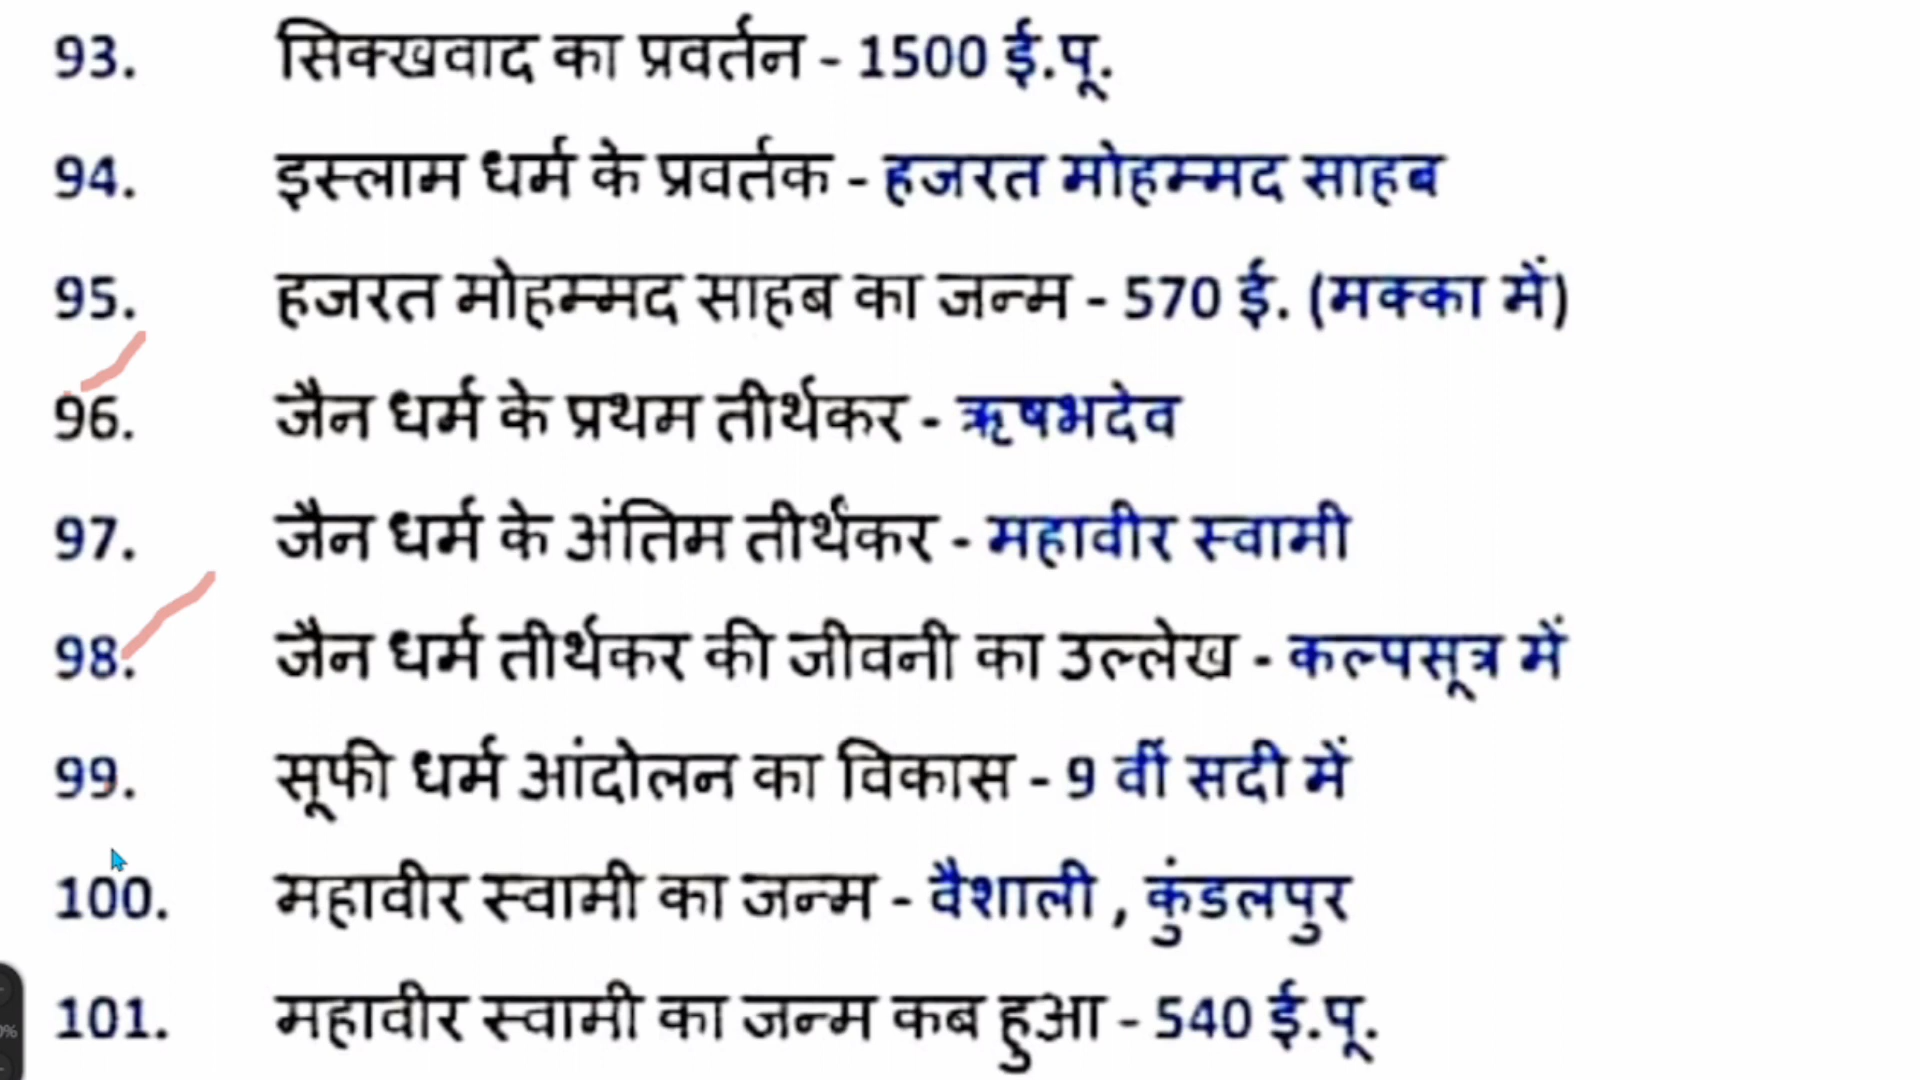 93. सिक्खवाद का प्रवर्तन - 1500 ई.पू.
94. इस्लाम धर्म के प्रवर्तक - हजरत मोहम्मद साहब
95. हजरत मोहम्मद साहब का जन्म - 570 ई. (मक्का में)
96. जैन धर्म के प्रथम तीर्थकर - ऋषभदेव
97. जैन धर्म के अंतिम तीर्थंकर - महावीर स्वामी
98. जैन धर्म तीर्थकर की जीवनी का उल्लेख - कल्पसूत्र में
99. सूफी धर्म आंदोलन का विकास - 9 वीं सदी में
100. महावीर स्वामी का जन्म - वैशाली , कुंडलपुर
101. महावीर स्वामी का जन्म कब हुआ - 540 ई.पू.